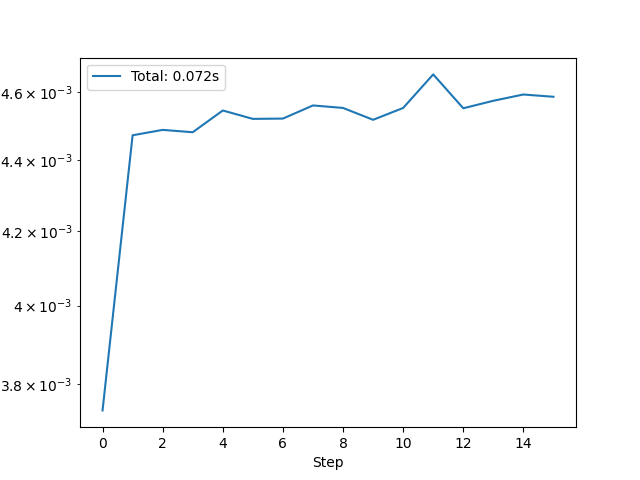 Total: 0.072s
4.6 × 10⁻³
4.4 × 10⁻³
4.2 × 10⁻³
4 × 10⁻³
3.8 × 10⁻³
0 2 4 6 8 10 12 14
Step